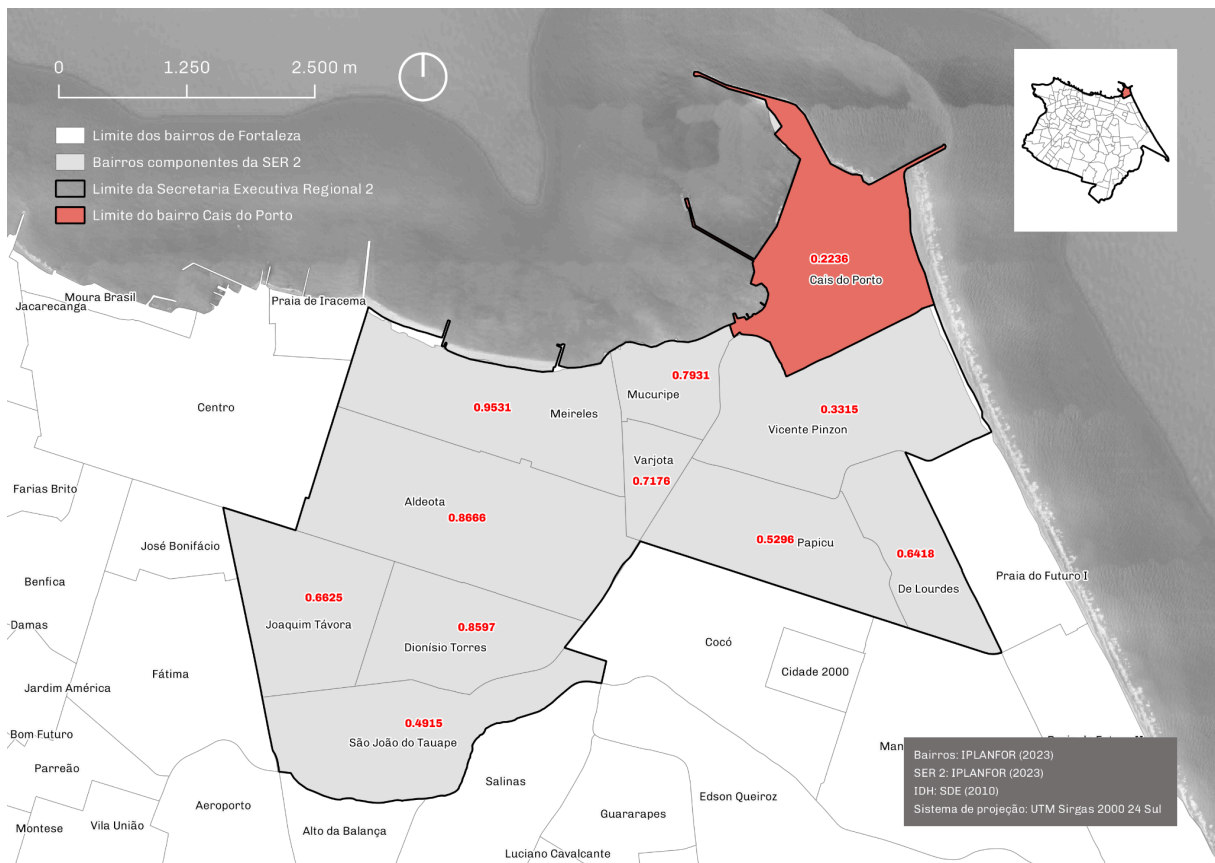 0 1.250 2.500 m
Limite dos bairros de Fortaleza
Bairros componentes da SER 2
Limite da Secretaria Executiva Regional 2
Limite do bairro Cais do Porto
0.2236
Cais do Porto
Moura Brasil
Jacarecanga
Praia de Iracema
0.7931
Mucuripe
0.9531
Meireles
Centro
0.3315
Vicente Pinzon
Varjota
0.7176
Farias Brito
Aldeota
0.8666
José Bonifácio
0.5296 Papicu
0.6418
De Lourdes
Praia do Futuro I
Benfica
0.6625
Joaquim Távora
0.8597
Dionísio Torres
Damas
Cocó
Cidade 2000
Fátima
Jardim América
0.4915
São João do Tauape
Bom Futuro
Parreão
Salinas
Edson Queiroz
Aeroporto
Guararapes
Montese
Vila União
Alto da Balança
Luciano Cavalcante
Bairros: IPLANFOR (2023)
SER 2: IPLANFOR (2023)
IDH: SDE (2010)
Sistema de projeção: UTM Sirgas 2000 24 Sul